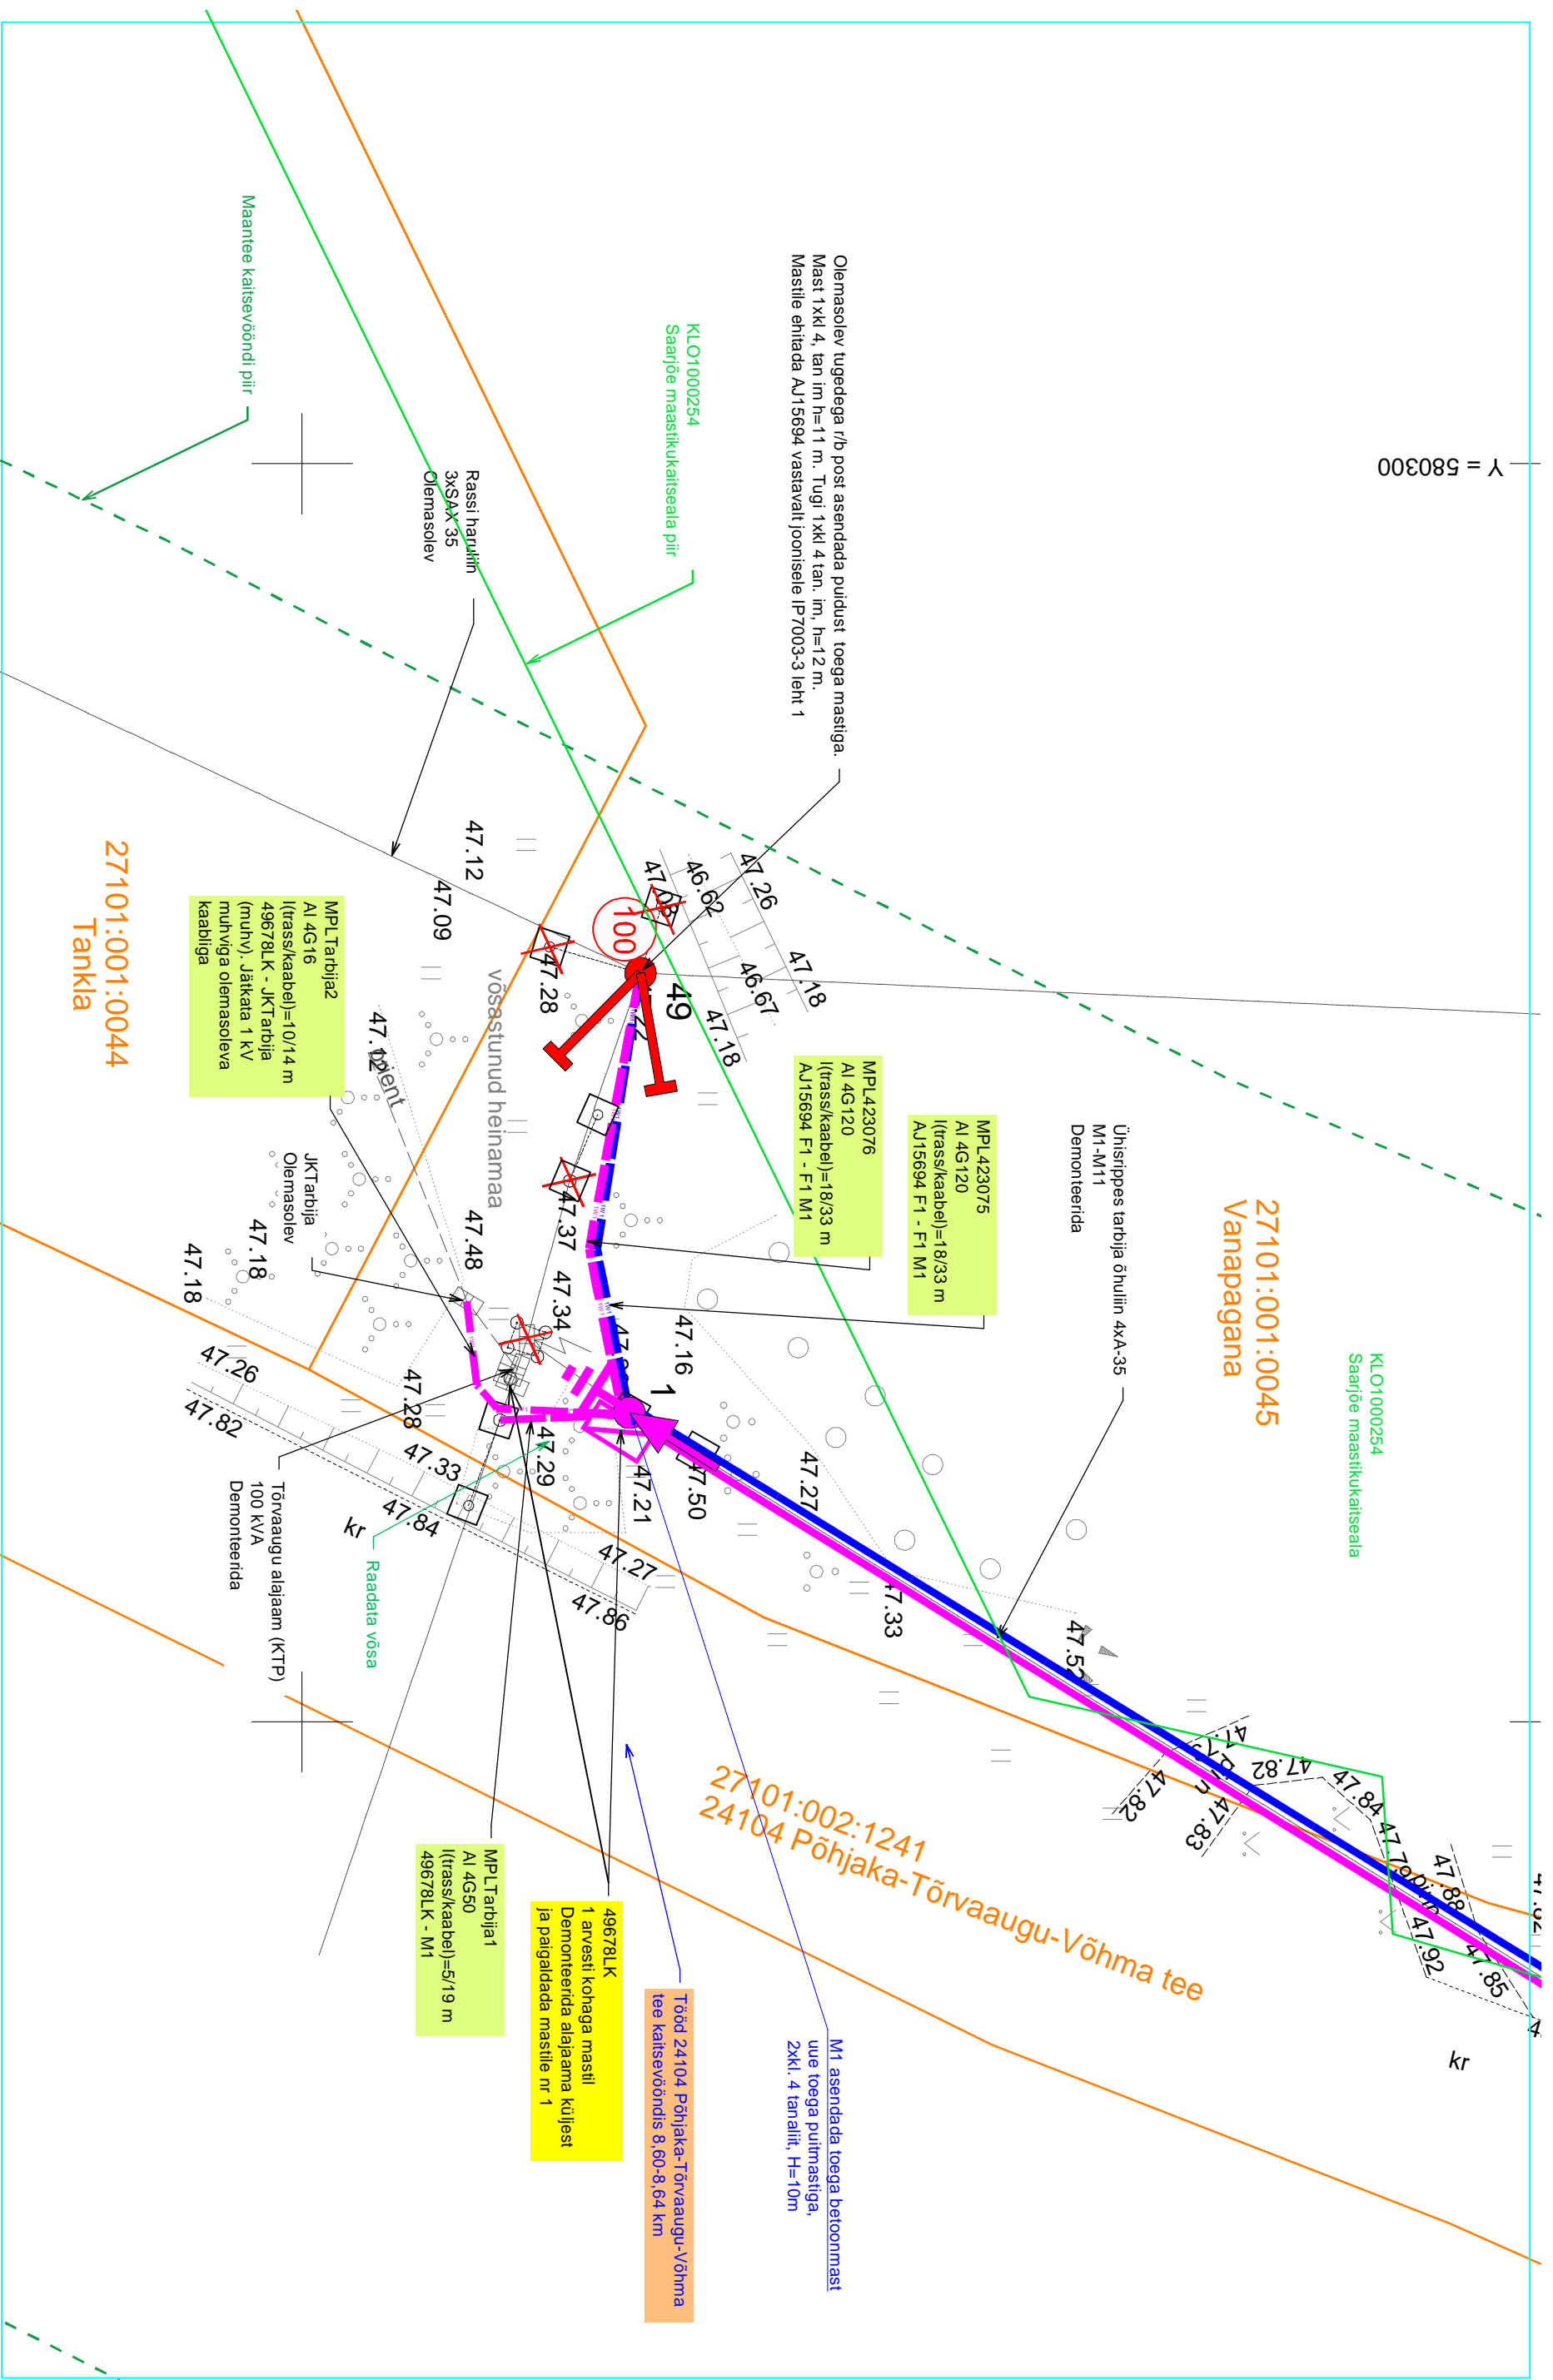 Y = 580300
Maantee kaitsevööndi piir
KLO1000254
Saarjõe maastikukaitseala piir
Olemasolev tugedega r/b post asendada puidust toega mastiga.
Mast 1xkl 4, tan im h=11 m. Tugi 1xkl 4 tan. im, h=12 m.
Mastile ehitada AJ15694 vastavalt joonisele IP7003-3 leht 1
Rassi haruliin
3xSAX 35
Olemasolev
27101:001:0044
Tankla
MPLTarbija2
Al 4G16
l(trass/kaabel)=10/14 m
49678LK - JKTarbija
(muhv). Jätkata 1 kV
muhviga olemasoleva
kaabliga
47.12
47.09
47.08
46.62
47.26
47.18
46.67
47.18
100
49
47.28
võsastunud heinamaa
47.12
MPL423076
Al 4G120
l(trass/kaabel)=18/33 m
AJ15694 F1 - F1 M1
MPL423075
Al 4G120
l(trass/kaabel)=18/33 m
AJ15694 F1 - F1 M1
Ühisrippes tarbija õhuliin 4xA-35
M1-M11
Demonteerida
27101:001:0045
Vanapagana
KLO1000254
Saarjõe maastikukaitseala
JKTarbija
Olemasolev
47.18
47.18
47.48
47.37
47.34
47.16
1
47.26
47.82
47.28
47.33
47.84
47.29
47.21
47.50
47.27
47.27
47.86
47.33
47.52
kr
Raadata võsa
Tõrvaaugu alajaam (KTP)
100 kVA
Demonteerida
47.82
47.83
47.82
47.84
47.79
47.88
47.92
47.85
kr
27101:002:1241
24104 Põhjaka-Tõrvaaugu-Võhma tee
MPLTarbija1
Al 4G50
l(trass/kaabel)=5/19 m
49678LK - M1
49678LK
1 arvesti kohaga mastil
Demonteerida alajaama küljest
ja paigaldada mastile nr 1
Tööd 24104 Põhjaka-Tõrvaaugu-Võhma
tee kaitsevööndis 8,60-8,64 km
M1 asendada toega betoonmast
uue toega puitmastiga,
2xkl. 4 tanaliit, H=10m